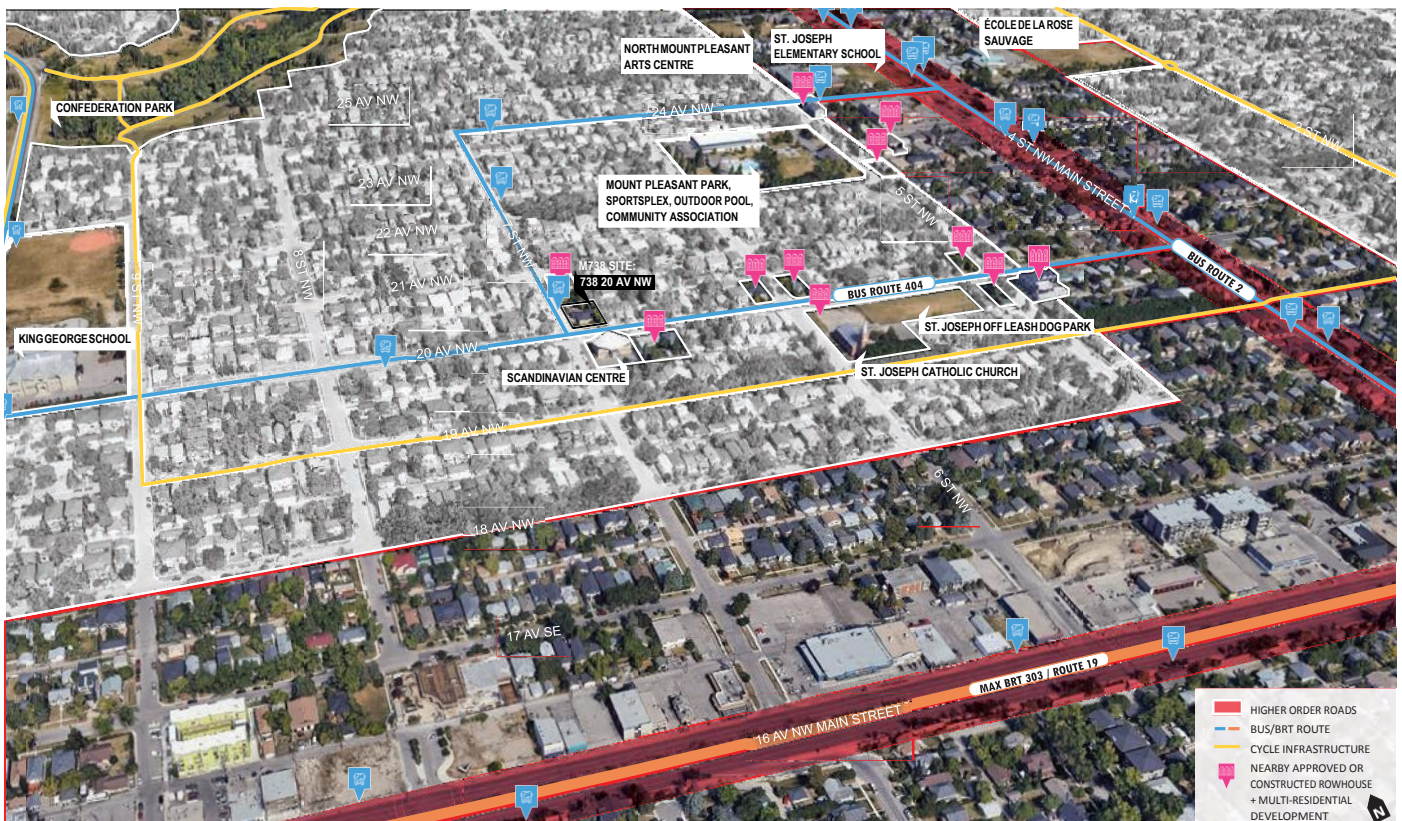 ÉCOLE DE LA ROSE
SAUVAGE
ST. JOSEPH
ELEMENTARY SCHOOL
NORTH MOUNT PLEASANT
ARTS CENTRE
CONFEDERATION PARK
25 AV NW
24 AV NW
2 ST NW
4 ST NW MAIN STREET
23 AV NW
MOUNT PLEASANT PARK,
SPORTSPLEX, OUTDOOR POOL,
COMMUNITY ASSOCIATION
5 ST NW
22 AV NW
ST NW
8 ST NW
9 ST NW
21 AV NW
M738 SITE:
738 20 AV NW
BUS ROUTE 404
BUS ROUTE 2
KING GEORGE SCHOOL
20 AV NW
ST. JOSEPH OFF LEASH DOG PARK
SCANDINAVIAN CENTRE
ST. JOSEPH CATHOLIC CHURCH
19 AV NW
6 ST NW
18 AV NW
17 AV SE
MAX BRT 303 / ROUTE 19
16 AV NW MAIN STREET
HIGHER ORDER ROADS
BUS/BRT ROUTE
CYCLE INFRASTRUCTURE
NEARBY APPROVED OR
CONSTRUCTED ROWHOUSE
+ MULTI-RESIDENTIAL
DEVELOPMENT
N